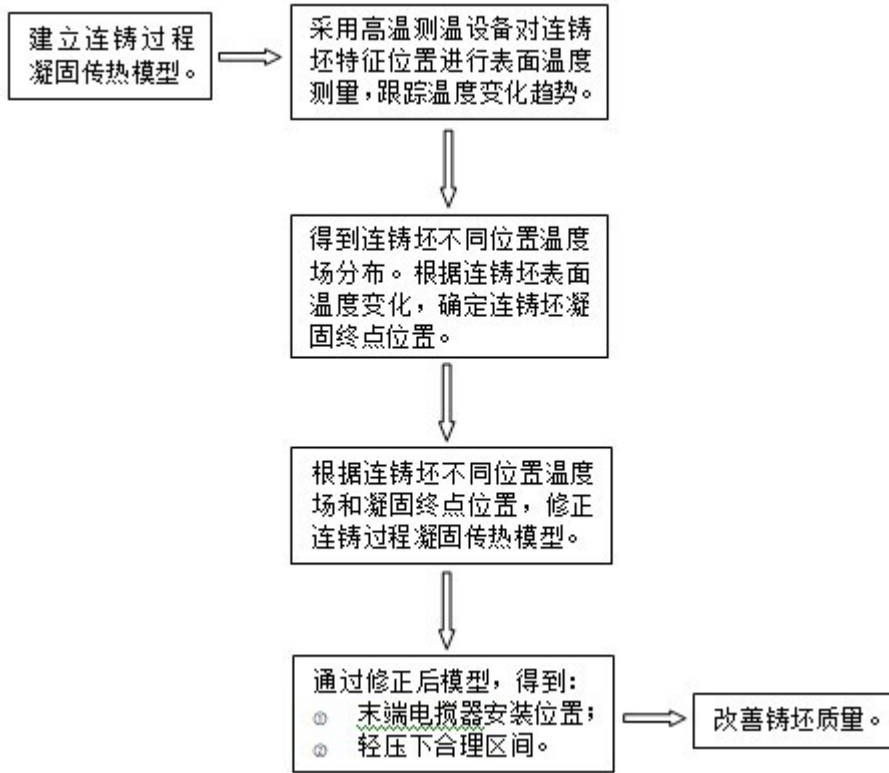 建立连铸过程
凝固传热模型。
采用高温测温设备对连铸
坯特征位置进行表面温度
测量，跟踪温度变化趋势。
得到连铸坯不同位置温度
场分布。根据连铸坯表面
温度变化，确定连铸坯凝
固终点位置。
根据连铸坯不同位置温度
场和凝固终点位置，修正
连铸过程凝固传热模型。
通过修正后模型，得到：
① 末端电搅器安装位置；
② 轻压下合理区间。
改善铸坯质量。